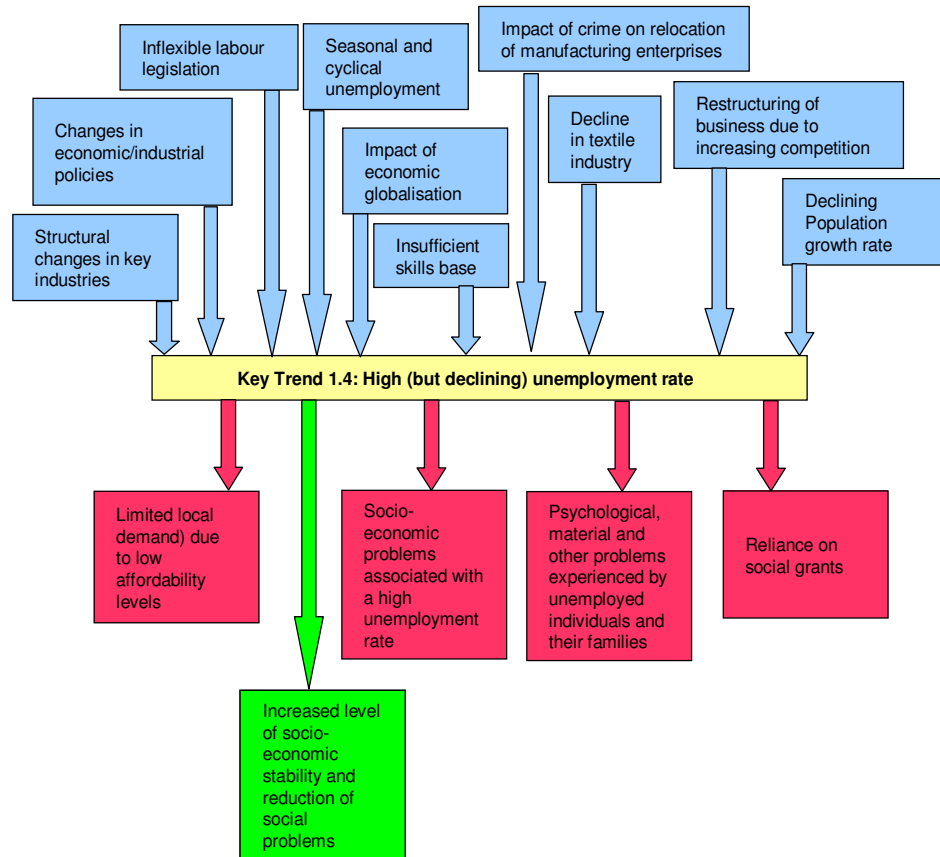 Inflexible labour
legislation
Seasonal and
cyclical
unemployment
Impact of crime on relocation
of manufacturing enterprises
Changes in
economic/industrial
policies
Impact of
economic
globalisation
Decline
in textile
industry
Restructuring of
business due to
increasing competition
Structural
changes in key
industries
Insufficient
skills base
Declining
Population
growth rate
Key Trend 1.4: High (but declining) unemployment rate
Limited local
demand) due
to low
affordability
levels
Socio-
economic
problems
associated with
a high
unemployment
rate
Psychological,
material and
other problems
experienced by
unemployed
individuals and
their families
Reliance on
social grants
Increased level
of socio-
economic
stability and
reduction of
social
problems